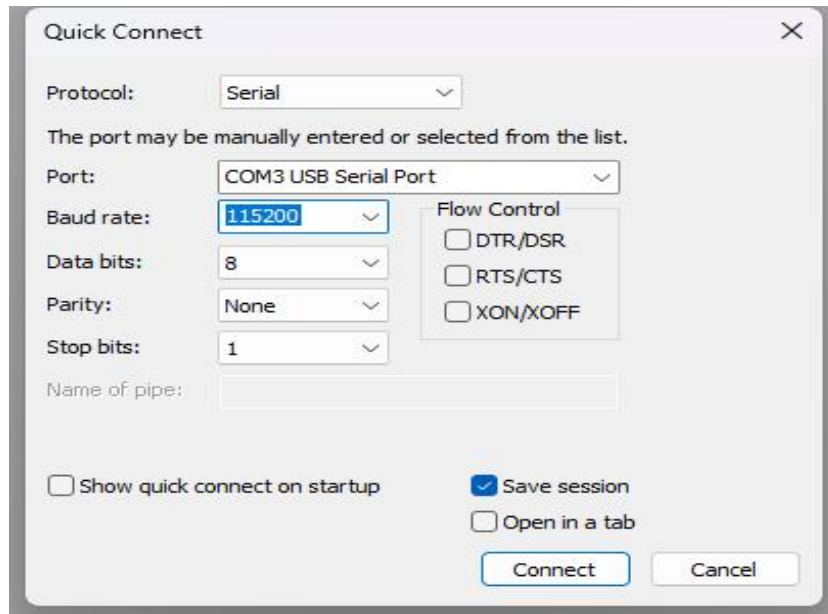 Quick Connect
Protocol: Serial
The port may be manually entered or selected from the list.
Port: COM3 USB Serial Port
Baud rate: 115200
Flow Control
DTR/DSR
Data bits: 8
RTS/CTS
Parity: None
XON/XOFF
Stop bits: 1
Name of pipe:
Show quick connect on startup
Save session
Open in a tab
Connect
Cancel